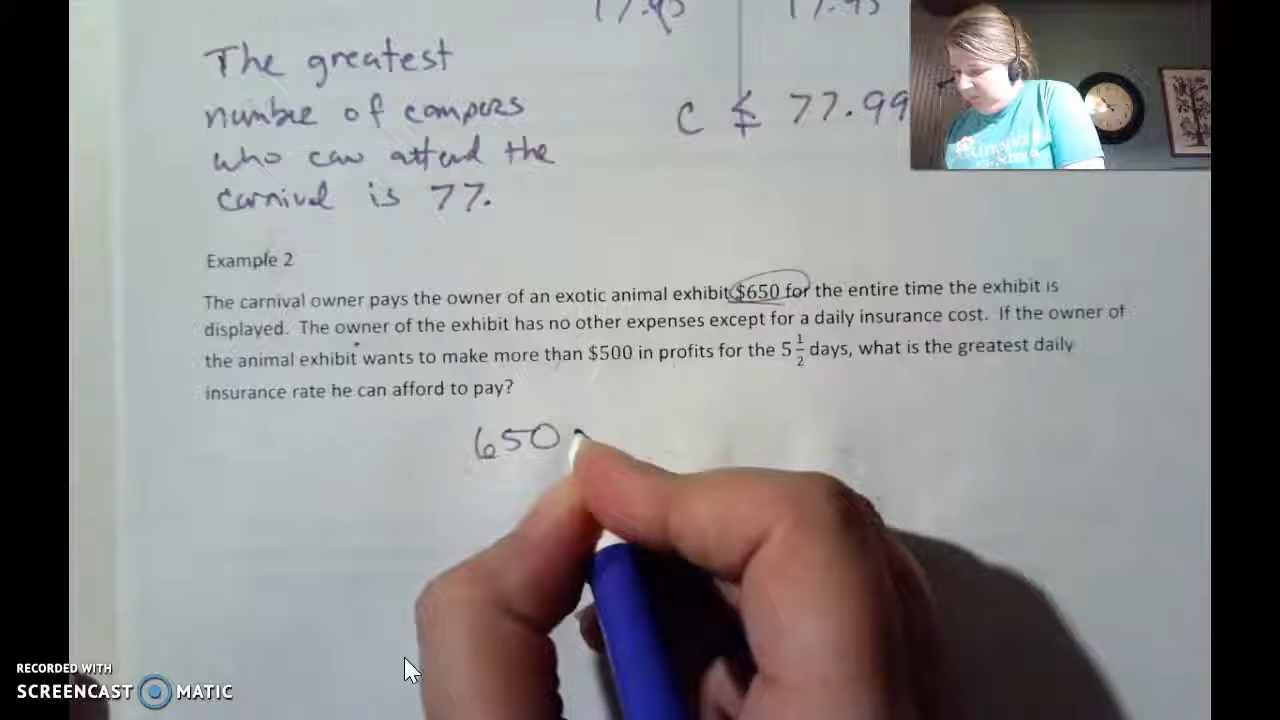 17.95 17.95
The greatest
number of campers
who can attend the
carnival is 77.
c ≤ 77.99
Example 2
The carnival owner pays the owner of an exotic animal exhibit $650 for the entire time the exhibit is
displayed. The owner of the exhibit has no other expenses except for a daily insurance cost. If the owner of
the animal exhibit wants to make more than $500 in profits for the 5 1/2 days, what is the greatest daily
insurance rate he can afford to pay?
650
RECORDED WITH
SCREENCAST MATIC